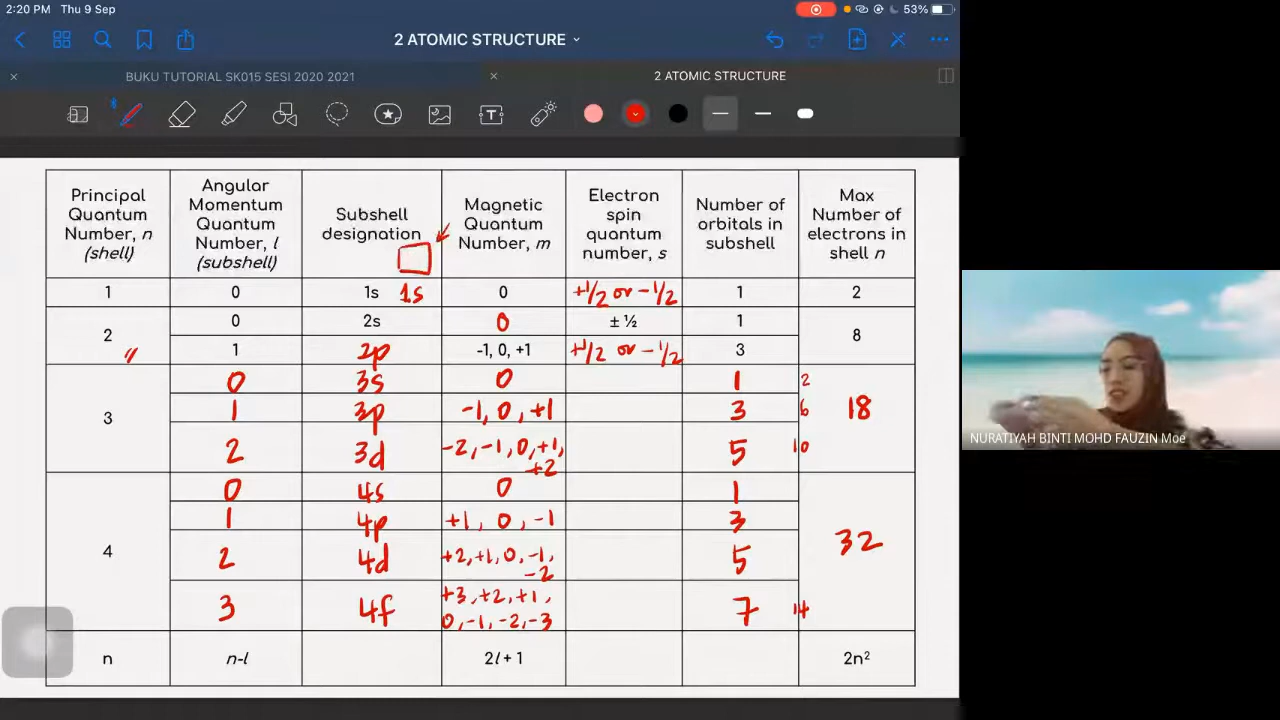 2:20 PM Thu 9 Sep
53%
2 ATOMIC STRUCTURE
BUKU TUTORIAL SK015 SESI 2020 2021
2 ATOMIC STRUCTURE
Principal
Quantum
Number, n
(shell)
Angular
Momentum
Quantum
Number, l
(subshell)
Subshell
designation
Magnetic
Quantum
Number, m
Electron
spin
quantum
number, s
Number of
orbitals in
subshell
Max
Number of
electrons in
shell n
1 0 1s 1s 0 +1/2 or -1/2 1 2
2 0 2s 0 ± ½ 1 8
1 2p -1, 0, +1 +1/2 or -1/2 3
3 0 3s 0 1 2 18
1 3p -1, 0, +1 3 6
2 3d -2, -1, 0, +1, 5 10
+2
4 0 4s 0 1 32
1 4p +1, 0, -1 3
2 4d +2, +1, 0, -1, 5
-2
3 4f +3, +2, +1, 7 14
0, -1, -2, -3
n n-l 2l + 1 2n²
NURATIYAH BINTI MOHD FAUZIN Moe